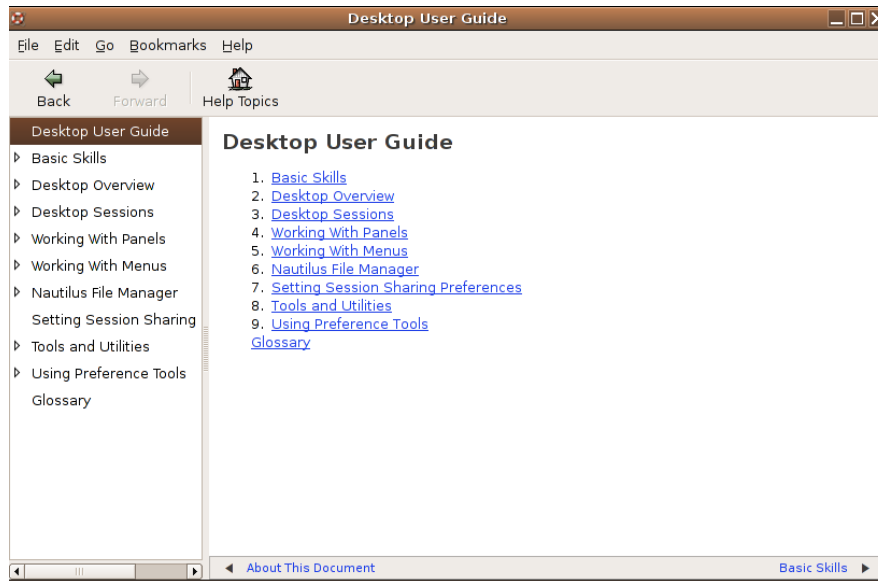 Desktop User Guide
File Edit Go Bookmarks Help
Back Forward Help Topics
Desktop User Guide
Basic Skills
Desktop Overview
Desktop Sessions
Working With Panels
Working With Menus
Nautilus File Manager
Setting Session Sharing
Tools and Utilities
Using Preference Tools
Glossary
Desktop User Guide
1. Basic Skills
2. Desktop Overview
3. Desktop Sessions
4. Working With Panels
5. Working With Menus
6. Nautilus File Manager
7. Setting Session Sharing Preferences
8. Tools and Utilities
9. Using Preference Tools
Glossary
About This Document Basic Skills